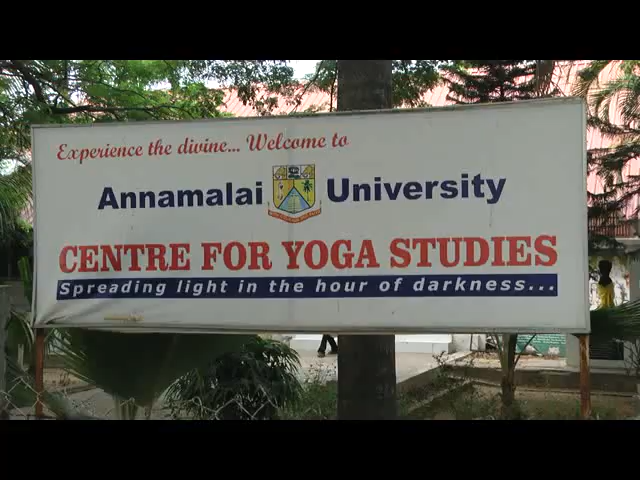 Experience the divine... Welcome to
Annamalai University
CENTRE FOR YOGA STUDIES
Spreading light in the hour of darkness...